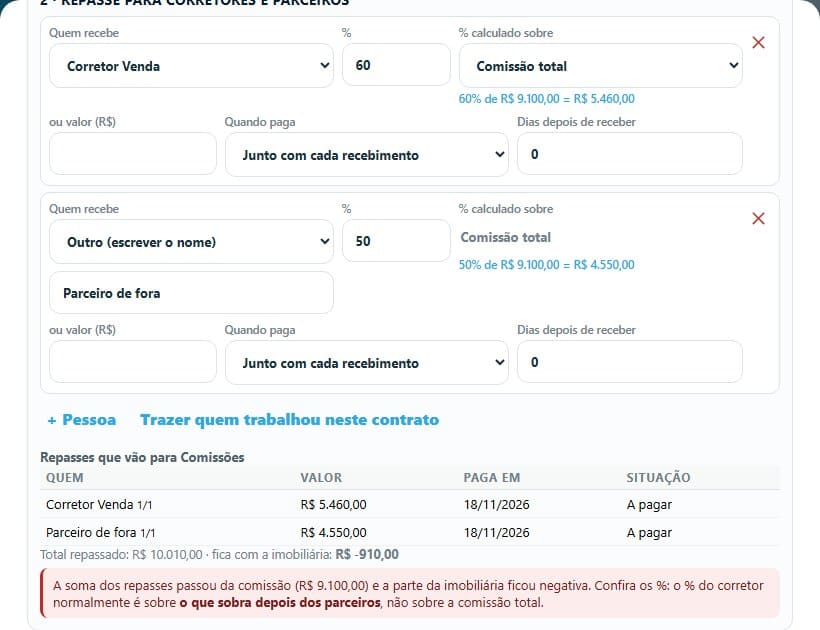 2 · REPASSE PARA CORRETORES E PARCEIROS
Quem recebe % % calculado sobre
Corretor Venda 60 Comissão total
60% de R$ 9.100,00 = R$ 5.460,00
ou valor (R$) Quando paga Dias depois de receber
Junto com cada recebimento 0
Quem recebe % % calculado sobre
Outro (escrever o nome) 50 Comissão total
50% de R$ 9.100,00 = R$ 4.550,00
Parceiro de fora
ou valor (R$) Quando paga Dias depois de receber
Junto com cada recebimento 0
+ Pessoa Trazer quem trabalhou neste contrato
Repasses que vão para Comissões
QUEM VALOR PAGA EM SITUAÇÃO
Corretor Venda 1/1 R$ 5.460,00 18/11/2026 A pagar
Parceiro de fora 1/1 R$ 4.550,00 18/11/2026 A pagar
Total repassado: R$ 10.010,00 · fica com a imobiliária: R$ -910,00
A soma dos repasses passou da comissão (R$ 9.100,00) e a parte da imobiliária ficou negativa. Confira os %: o % do corretor
normalmente é sobre o que sobra depois dos parceiros, não sobre a comissão total.